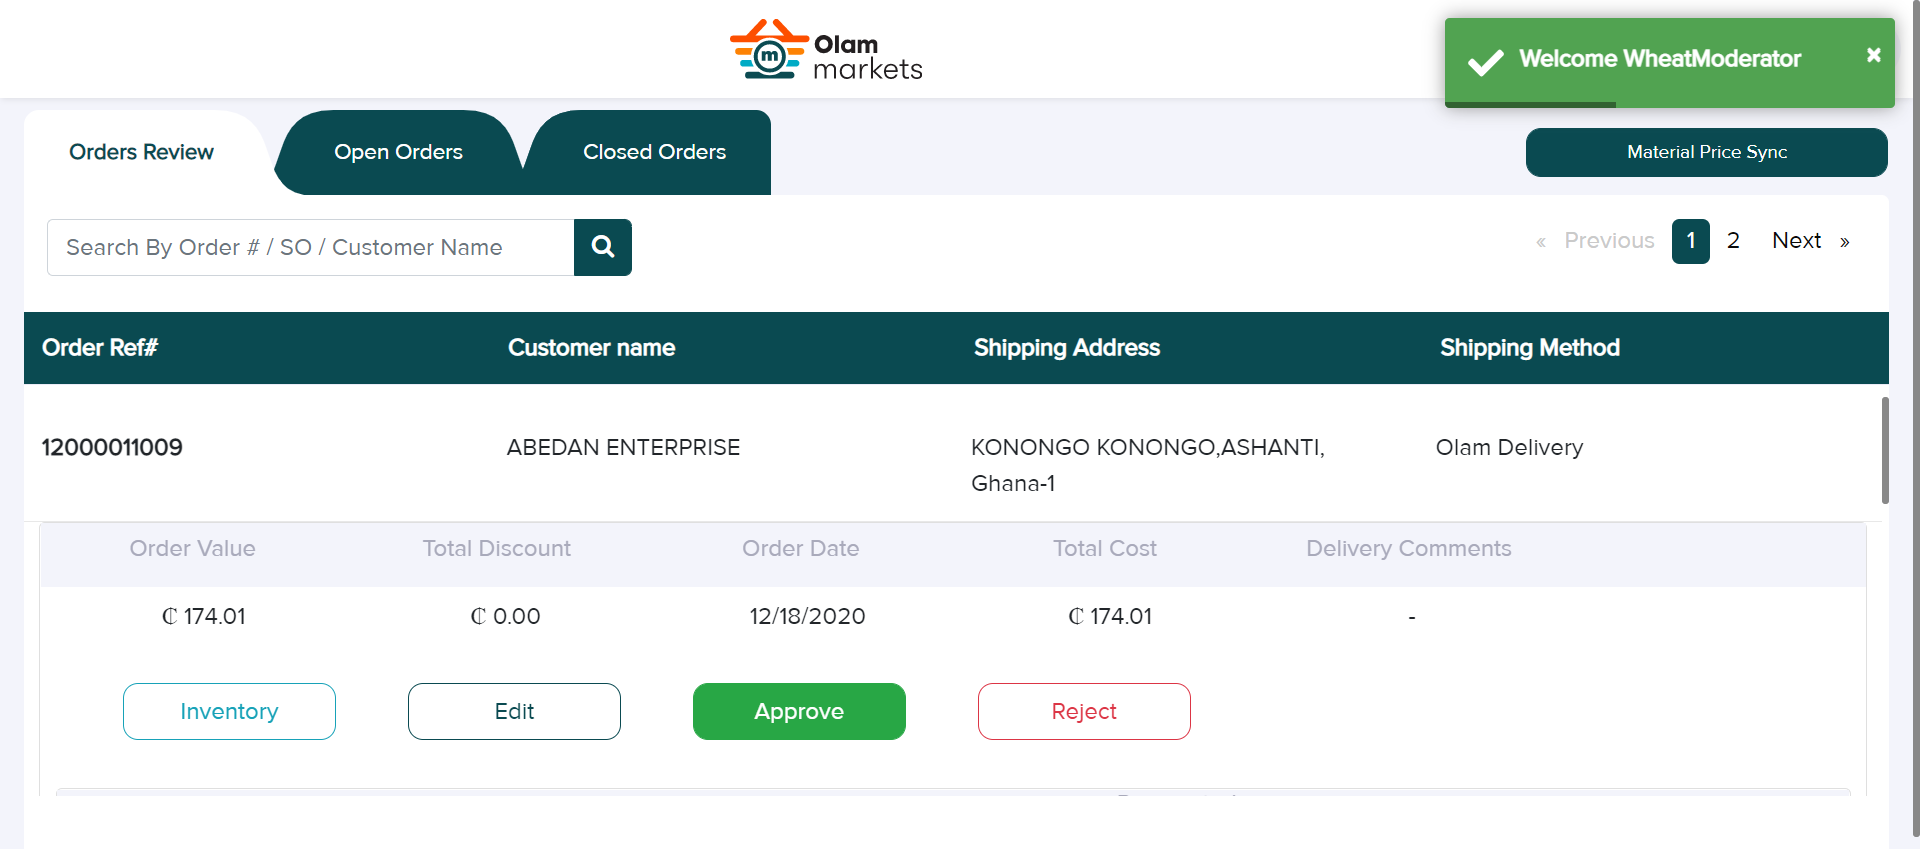 Olam
markets
m
Welcome WheatModerator
×
Orders Review
Open Orders
Closed Orders
Material Price Sync
Search By Order # / SO / Customer Name
« Previous 1 2 Next »
Order Ref# Customer name Shipping Address Shipping Method
12000011009 ABEDAN ENTERPRISE KONONGO KONONGO,ASHANTI, Olam Delivery
Ghana-1
Order Value Total Discount Order Date Total Cost Delivery Comments
₵ 174.01 ₵ 0.00 12/18/2020 ₵ 174.01 -
Inventory Edit Approve Reject